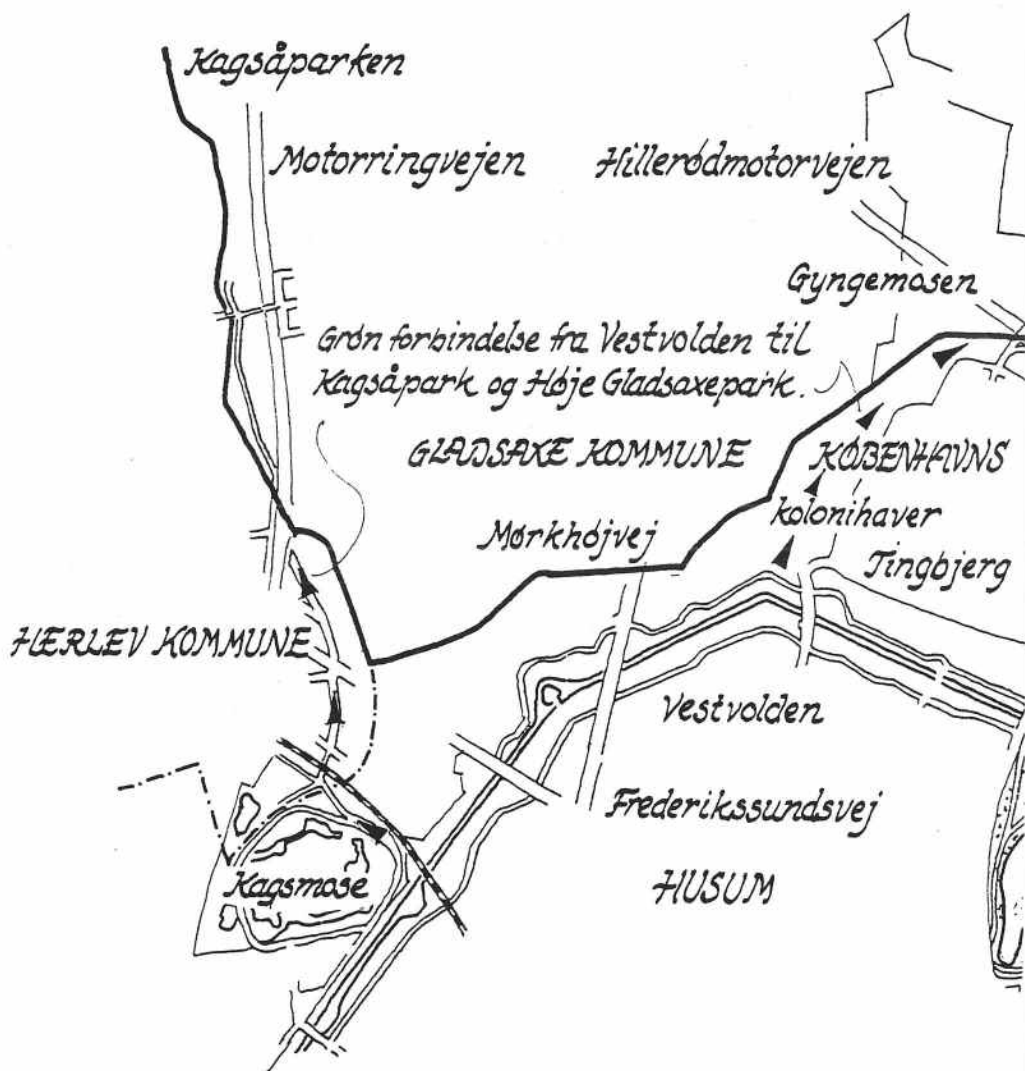 Kagsåparken
Motorringvejen
Hillerødmotorvejen
Gyngemosen
Grøn forbindelse fra Vestvolden til
Kagsåpark og Høje Gladsaxepark.
GLADSAXE KOMMUNE
KØBENHAVNS
kolonihaver
Mørkhøjvej
Tingbjerg
HERLEV KOMMUNE
Vestvolden
Frederikssundsvej
Kagsmose
HUSUM